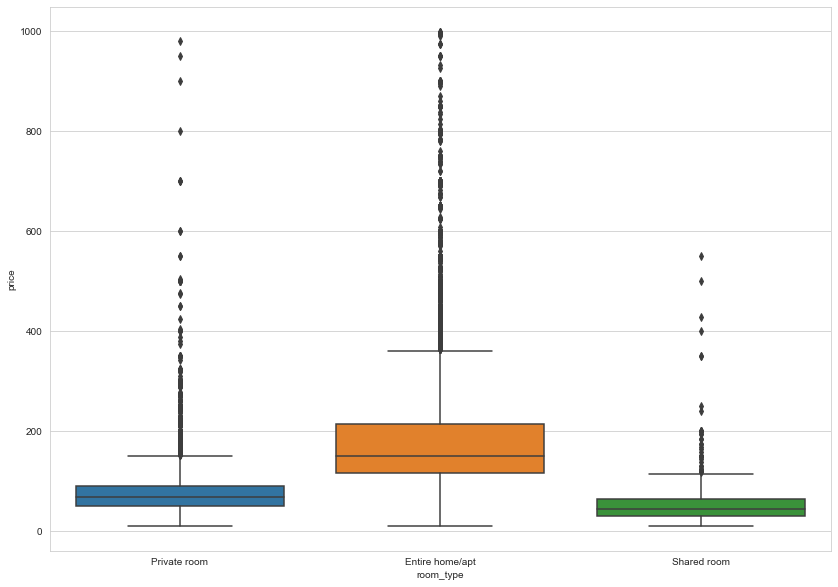 1000
800
600
400
200
0
price
Private room
Entire home/apt
Shared room
room_type